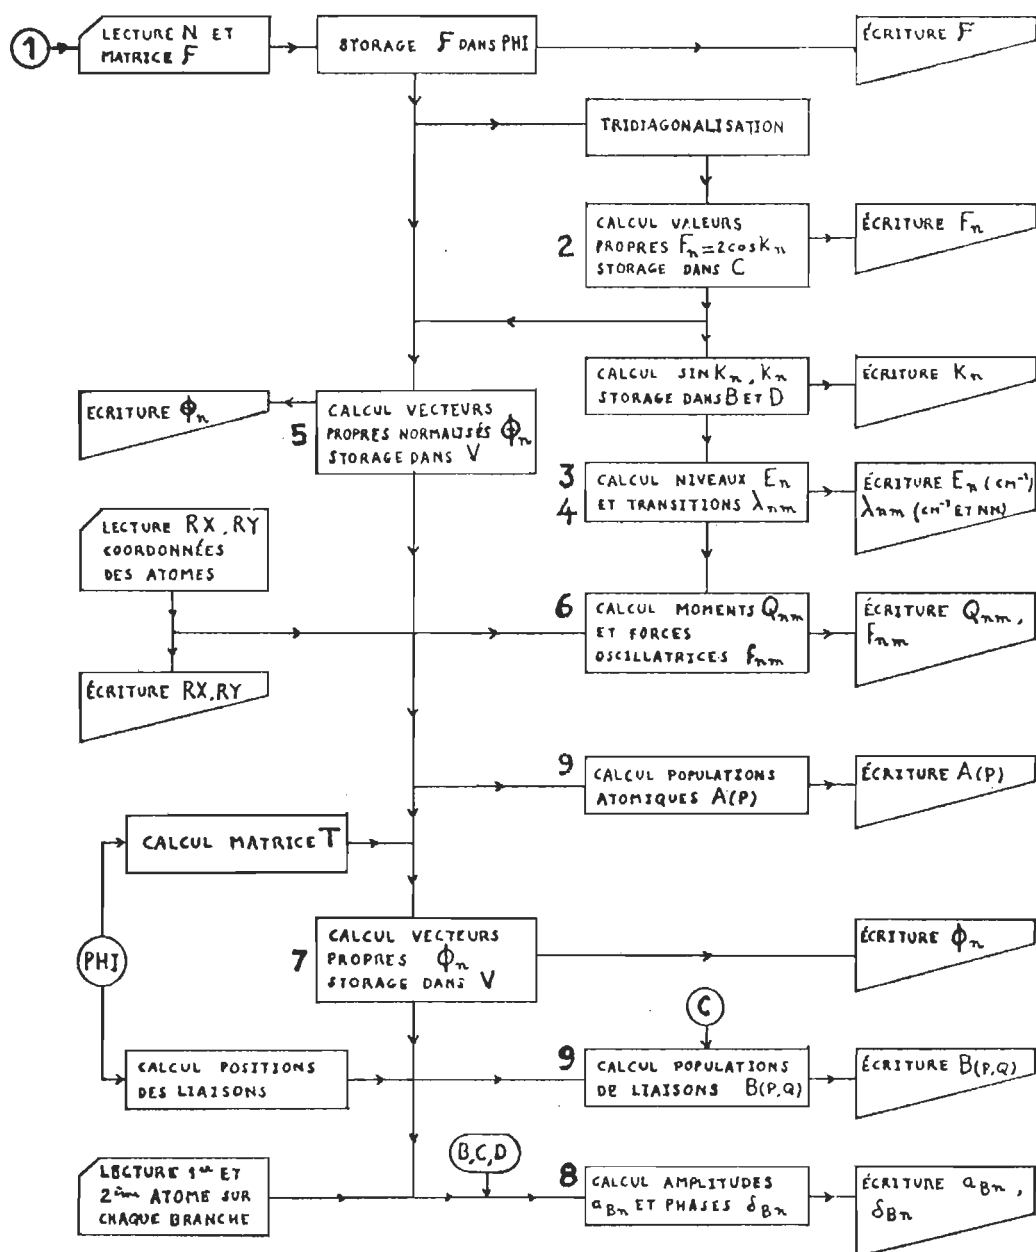 1
LECTURE N ET
MATRICE F
STORAGE F DANS PHI
ÉCRITURE F
TRIDIAGONALISATION
2
CALCUL VALEURS
PROPRES Fn=2cosKn
STORAGE DANS C
ÉCRITURE Fn
ECRITURE ϕn
5
CALCUL VECTEURS
PROPRES NORMALISÉS ϕn
STORAGE DANS V
CALCUL SINKn, Kn
STORAGE DANS B ET D
ÉCRITURE Kn
3
4
CALCUL NIVEAUX En
ET TRANSITIONS λnm
ÉCRITURE En (cm⁻¹)
λnm (cm⁻¹ ET NM)
LECTURE RX, RY
COORDONNÉES
DES ATOMES
6
CALCUL MOMENTS Qnm
ET FORCES
OSCILLATRICES fnm
ÉCRITURE Qnm,
Fnm
ÉCRITURE RX, RY
9
CALCUL POPULATIONS
ATOMIQUES A(P)
ÉCRITURE A(P)
CALCUL MATRICE T
PHI
7
CALCUL VECTEURS
PROPRES ϕn
STORAGE DANS V
ÉCRITURE ϕn
C
CALCUL POSITIONS
DES LIAISONS
9
CALCUL POPULATIONS
DE LIAISONS B(P,Q)
ÉCRITURE B(P,Q)
LECTURE 1er ET
2ème ATOME SUR
CHAQUE BRANCHE
B,C,D
8
CALCUL AMPLITUDES
aBn ET PHASES δBn
ÉCRITURE aBn,
δBn